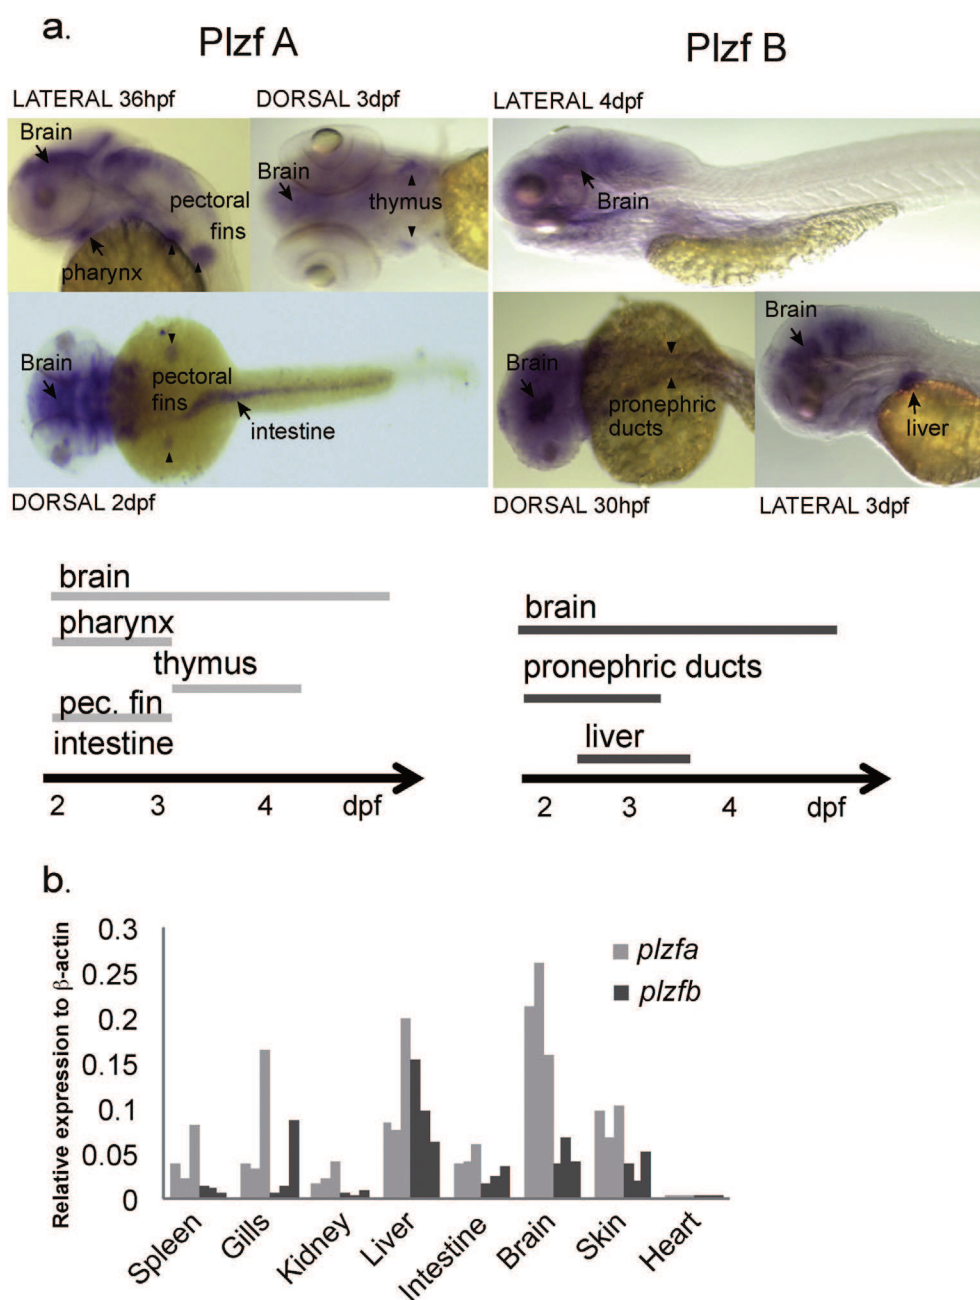 a.
Plzf A
Plzf B
LATERAL 36hpf
DORSAL 3dpf
LATERAL 4dpf
Brain
pectoral
fins
pharynx
Brain
thymus
Brain
Brain
pectoral
fins
intestine
DORSAL 2dpf
pronephric
ducts
DORSAL 30hpf
Brain
Brain
liver
LATERAL 3dpf
brain
pharynx
thymus
pec. fin
intestine
2 3 4 dpf
brain
pronephric ducts
liver
2 3 4 dpf
b.
Relative expression to β-actin
0.3
0.25
0.2
0.15
0.1
0.05
0
plzfa
plzfb
Spleen
Gills
Kidney
Liver
Intestine
Brain
Skin
Heart